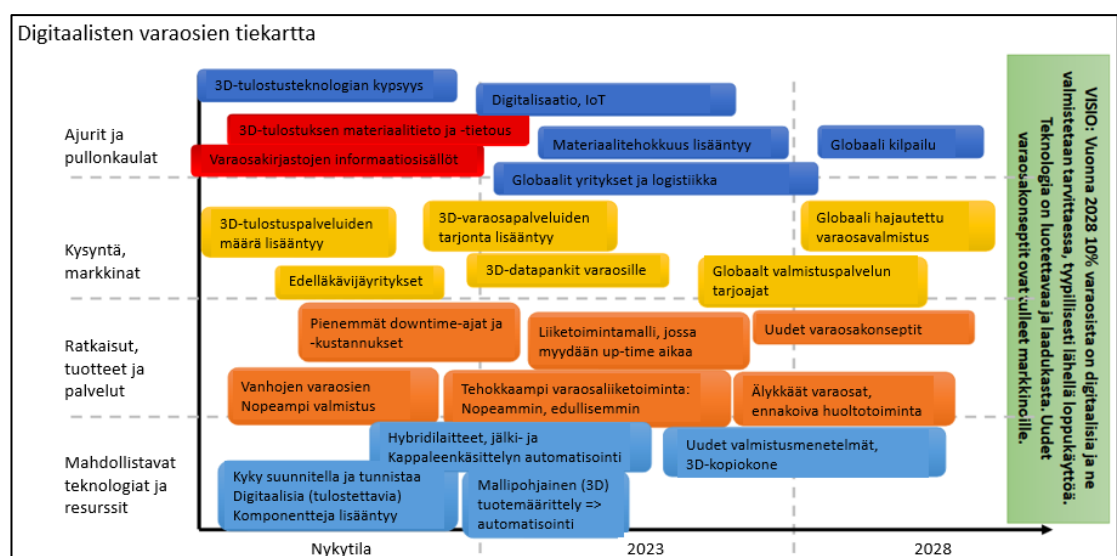 Digitaalisten varaosien tiekartta
Ajurit ja
pullonkaulat
3D-tulostusteknologian kypsyys
Digitalisaatio, IoT
3D-tulostuksen materiaalitieto ja -tietous
Materiaalitehokkuus lisääntyy
Globaali kilpailu
Varaosakirjastojen informaatiosisällöt
Globaalit yritykset ja logistiikka
Kysyntä,
markkinat
3D-tulostuspalveluiden
määrä lisääntyy
3D-varaosapalveluiden
tarjonta lisääntyy
Globaali hajautettu
varaosavalmistus
Edelläkävijäyritykset
3D-datapankit varaosille
Globaalt valmistuspalvelun
tarjoajat
Ratkaisut,
tuotteet ja
palvelut
Pienemmät downtime-ajat ja
-kustannukset
Liiketoimintamalli, jossa
myydään up-time aikaa
Uudet varaosakonseptit
Vanhojen varaosien
Nopeampi valmistus
Tehokkaampi varaosaliiketoiminta:
Nopeammin, edullisemmin
Älykkäät varaosat,
ennakoiva huoltotoiminta
Mahdollistavat
teknologiat ja
resurssit
Hybridilaitteet, jälki- ja
Kappaleenkäsittelyn automatisointi
Uudet valmistusmenetelmät,
3D-kopiokone
Kyky suunnitella ja tunnistaa
Digitaalisia (tulostettavia)
Komponentteja lisääntyy
Mallipohjainen (3D)
tuotemäärittely =>
automatisointi
Nykytila
2023
2028
VISIO: Vuonna 2028 10% varaosista on digitaalisia ja ne
valmistetaan tarvittaessa, tyypillisesti lähellä loppukäyttöä.
Teknologia on luotettavaa ja laadukasta. Uudet
varaosakonseptit ovat tulleet markkinoille.